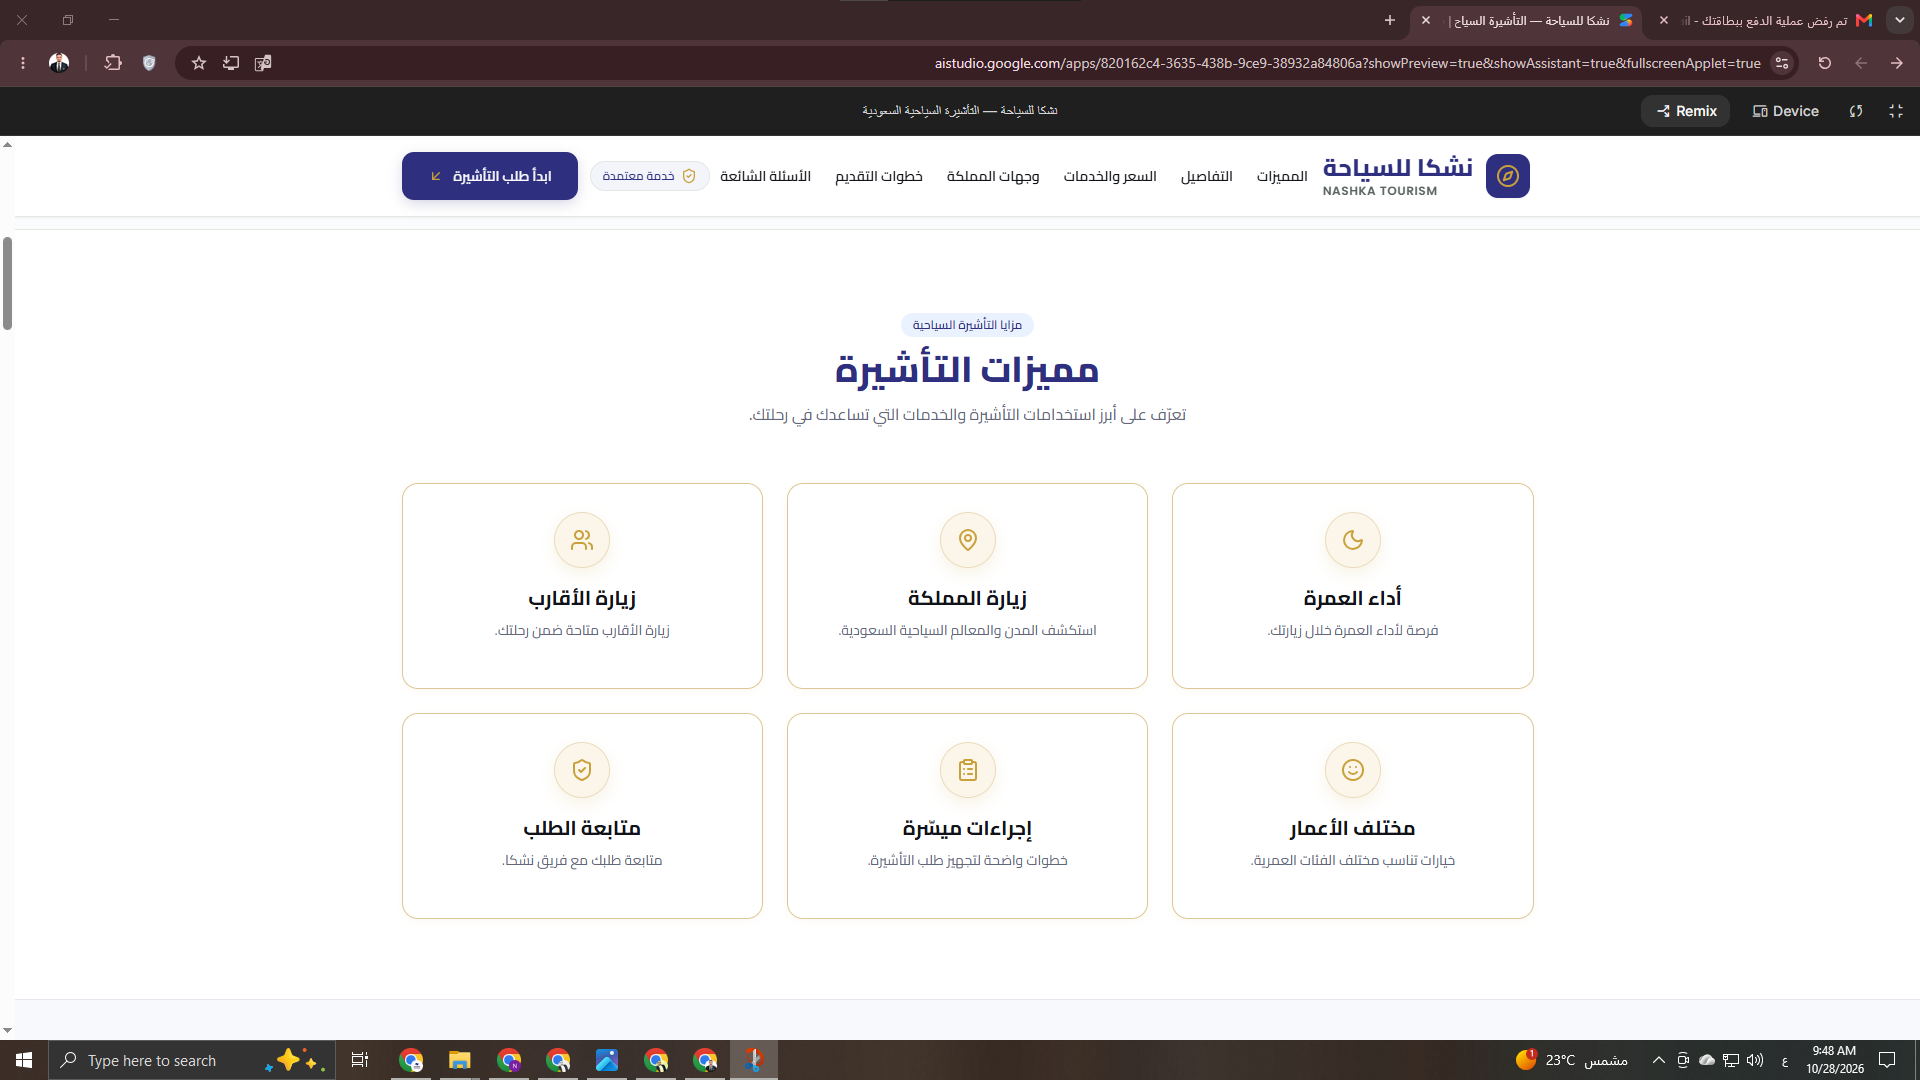 تم رفض عملية الدفع ببطاقتك - il
نشكا للسياحة — التأشيرة السياح |
aistudio.google.com/apps/820162c4-3635-438b-9ce9-38932a84806a?showPreview=true&showAssistant=true&fullscreenApplet=true
نشكا للسياحة — التأشيرة السياحية السعودية
Remix
Device
نشكا للسياحة
NASHKA TOURISM
المميزات
التفاصيل
السعر والخدمات
وجهات المملكة
خطوات التقديم
الأسئلة الشائعة
خدمة معتمدة
ابدأ طلب التأشيرة
مزايا التأشيرة السياحية
مميزات التأشيرة
تعرّف على أبرز استخدامات التأشيرة والخدمات التي تساعدك في رحلتك.
أداء العمرة
فرصة لأداء العمرة خلال زيارتك.
زيارة المملكة
استكشف المدن والمعالم السياحية السعودية.
زيارة الأقارب
زيارة الأقارب متاحة ضمن رحلتك.
مختلف الأعمار
خيارات تناسب مختلف الفئات العمرية.
إجراءات ميسّرة
خطوات واضحة لتجهيز طلب التأشيرة.
متابعة الطلب
متابعة طلبك مع فريق نشكا.
Type here to search
1
23°C مشمس
ع
9:48 AM
10/28/2026